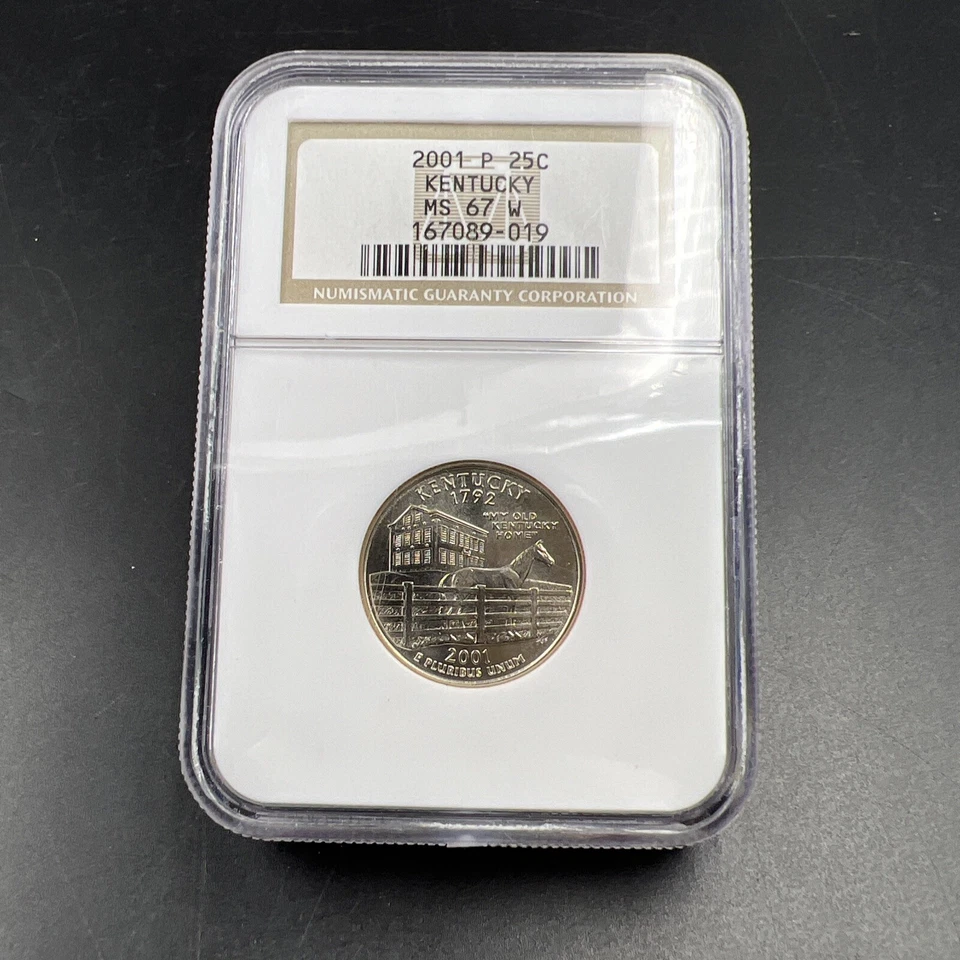 2001 P 25C
KENTUCKY
MS 67 W
167089-019
NUMISMATIC GUARANTY CORPORATION
KENTUCKY
1792
"MY OLD
KENTUCKY
HOME"
2001
E PLURIBUS UNUM